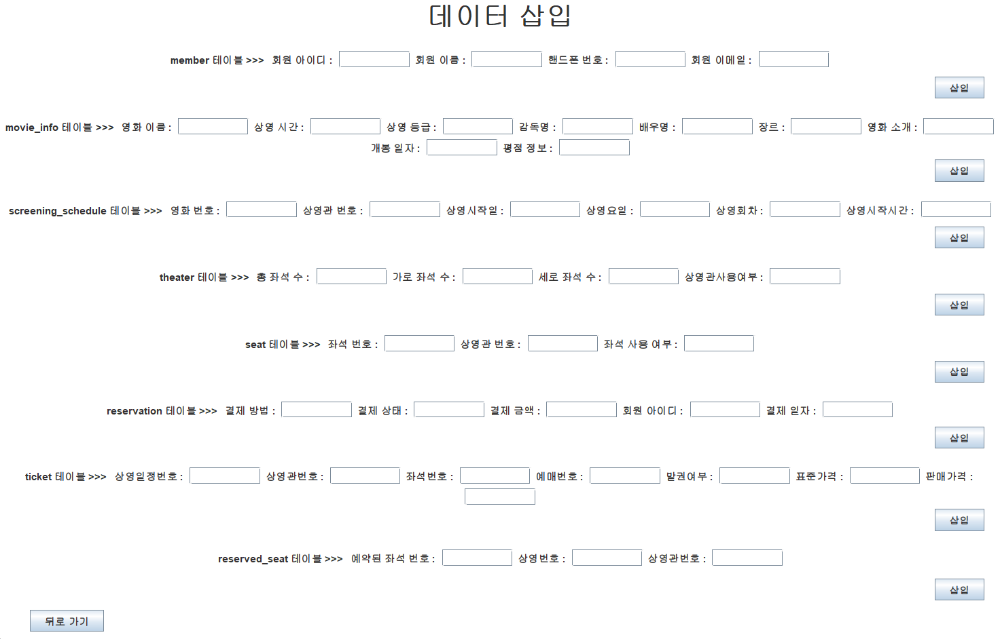 데이터 삽입
member 테이블 >>> 회원 아이디 : 회원 이름 : 핸드폰 번호 : 회원 이메일 :
삽입
movie_info 테이블 >>> 영화 이름 : 상영 시간 : 상영 등급 : 감독명 : 배우명 : 장르 : 영화 소개 :
개봉 일자 : 평점 정보 :
삽입
screening_schedule 테이블 >>> 영화 번호 : 상영관 번호 : 상영시작일 : 상영요일 : 상영회차 : 상영시작시간 :
삽입
theater 테이블 >>> 총 좌석 수 : 가로 좌석 수 : 세로 좌석 수 : 상영관사용여부 :
삽입
seat 테이블 >>> 좌석 번호 : 상영관 번호 : 좌석 사용 여부 :
삽입
reservation 테이블 >>> 결제 방법 : 결제 상태 : 결제 금액 : 회원 아이디 : 결제 일자 :
삽입
ticket 테이블 >>> 상영일정번호 : 상영관번호 : 좌석번호 : 예매번호 : 발권여부 : 표준가격 : 판매가격 :
삽입
reserved_seat 테이블 >>> 예약된 좌석 번호 : 상영번호 : 상영관번호 :
삽입
뒤로 가기